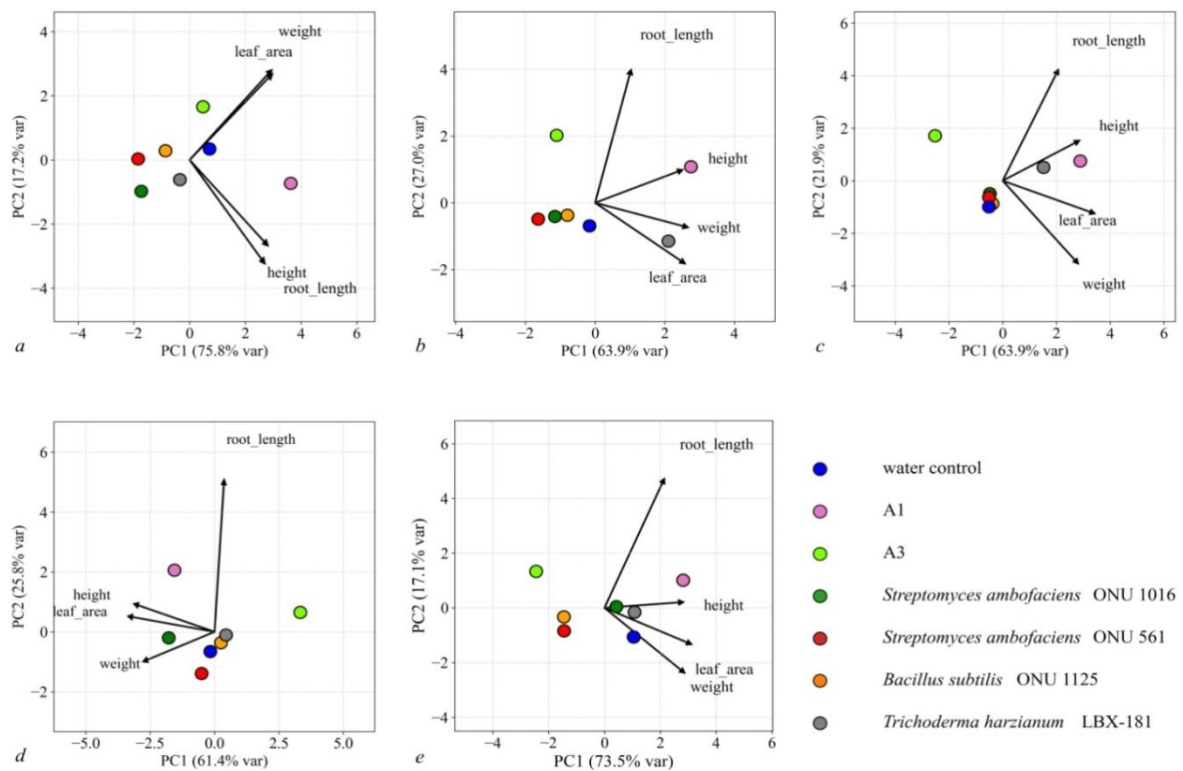 4
2
0
−2
−4
PC2 (17.2% var)
weight
leaf_area
height
root_length
−4
−2
0
2
4
6
a
PC1 (75.8% var)
4
2
0
−2
PC2 (27.0% var)
root_length
height
weight
leaf_area
−4
−2
0
2
4
b
PC1 (63.9% var)
6
4
2
0
−2
−4
PC2 (21.9% var)
root_length
height
leaf_area
weight
−4
−2
0
2
4
6
c
PC1 (63.9% var)
6
4
2
0
−2
PC2 (25.8% var)
root_length
height
leaf_area
weight
−5.0
−2.5
0.0
2.5
5.0
d
PC1 (61.4% var)
6
4
2
0
−2
−4
PC2 (17.1% var)
root_length
height
leaf_area
weight
−4
−2
0
2
4
6
e
PC1 (73.5% var)
water control
A1
A3
Streptomyces ambofaciens ONU 1016
Streptomyces ambofaciens ONU 561
Bacillus subtilis ONU 1125
Trichoderma harzianum LBX-181